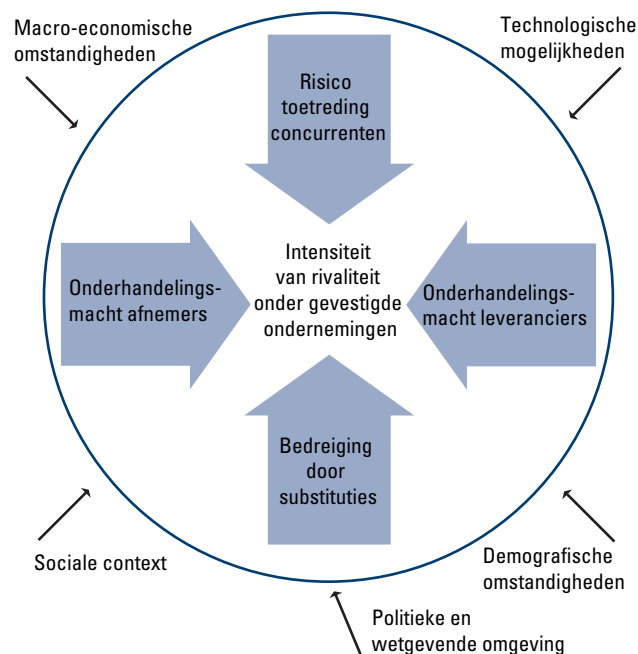 Macro-economische
omstandigheden
Technologische
mogelijkheden
Risico
toetreding
concurrenten
Onderhandelings-
macht afnemers
Intensiteit
van rivaliteit
onder gevestigde
ondernemingen
Onderhandelings-
macht leveranciers
Bedreiging
door
substituties
Sociale context
Demografische
omstandigheden
Politieke en
wetgevende omgeving